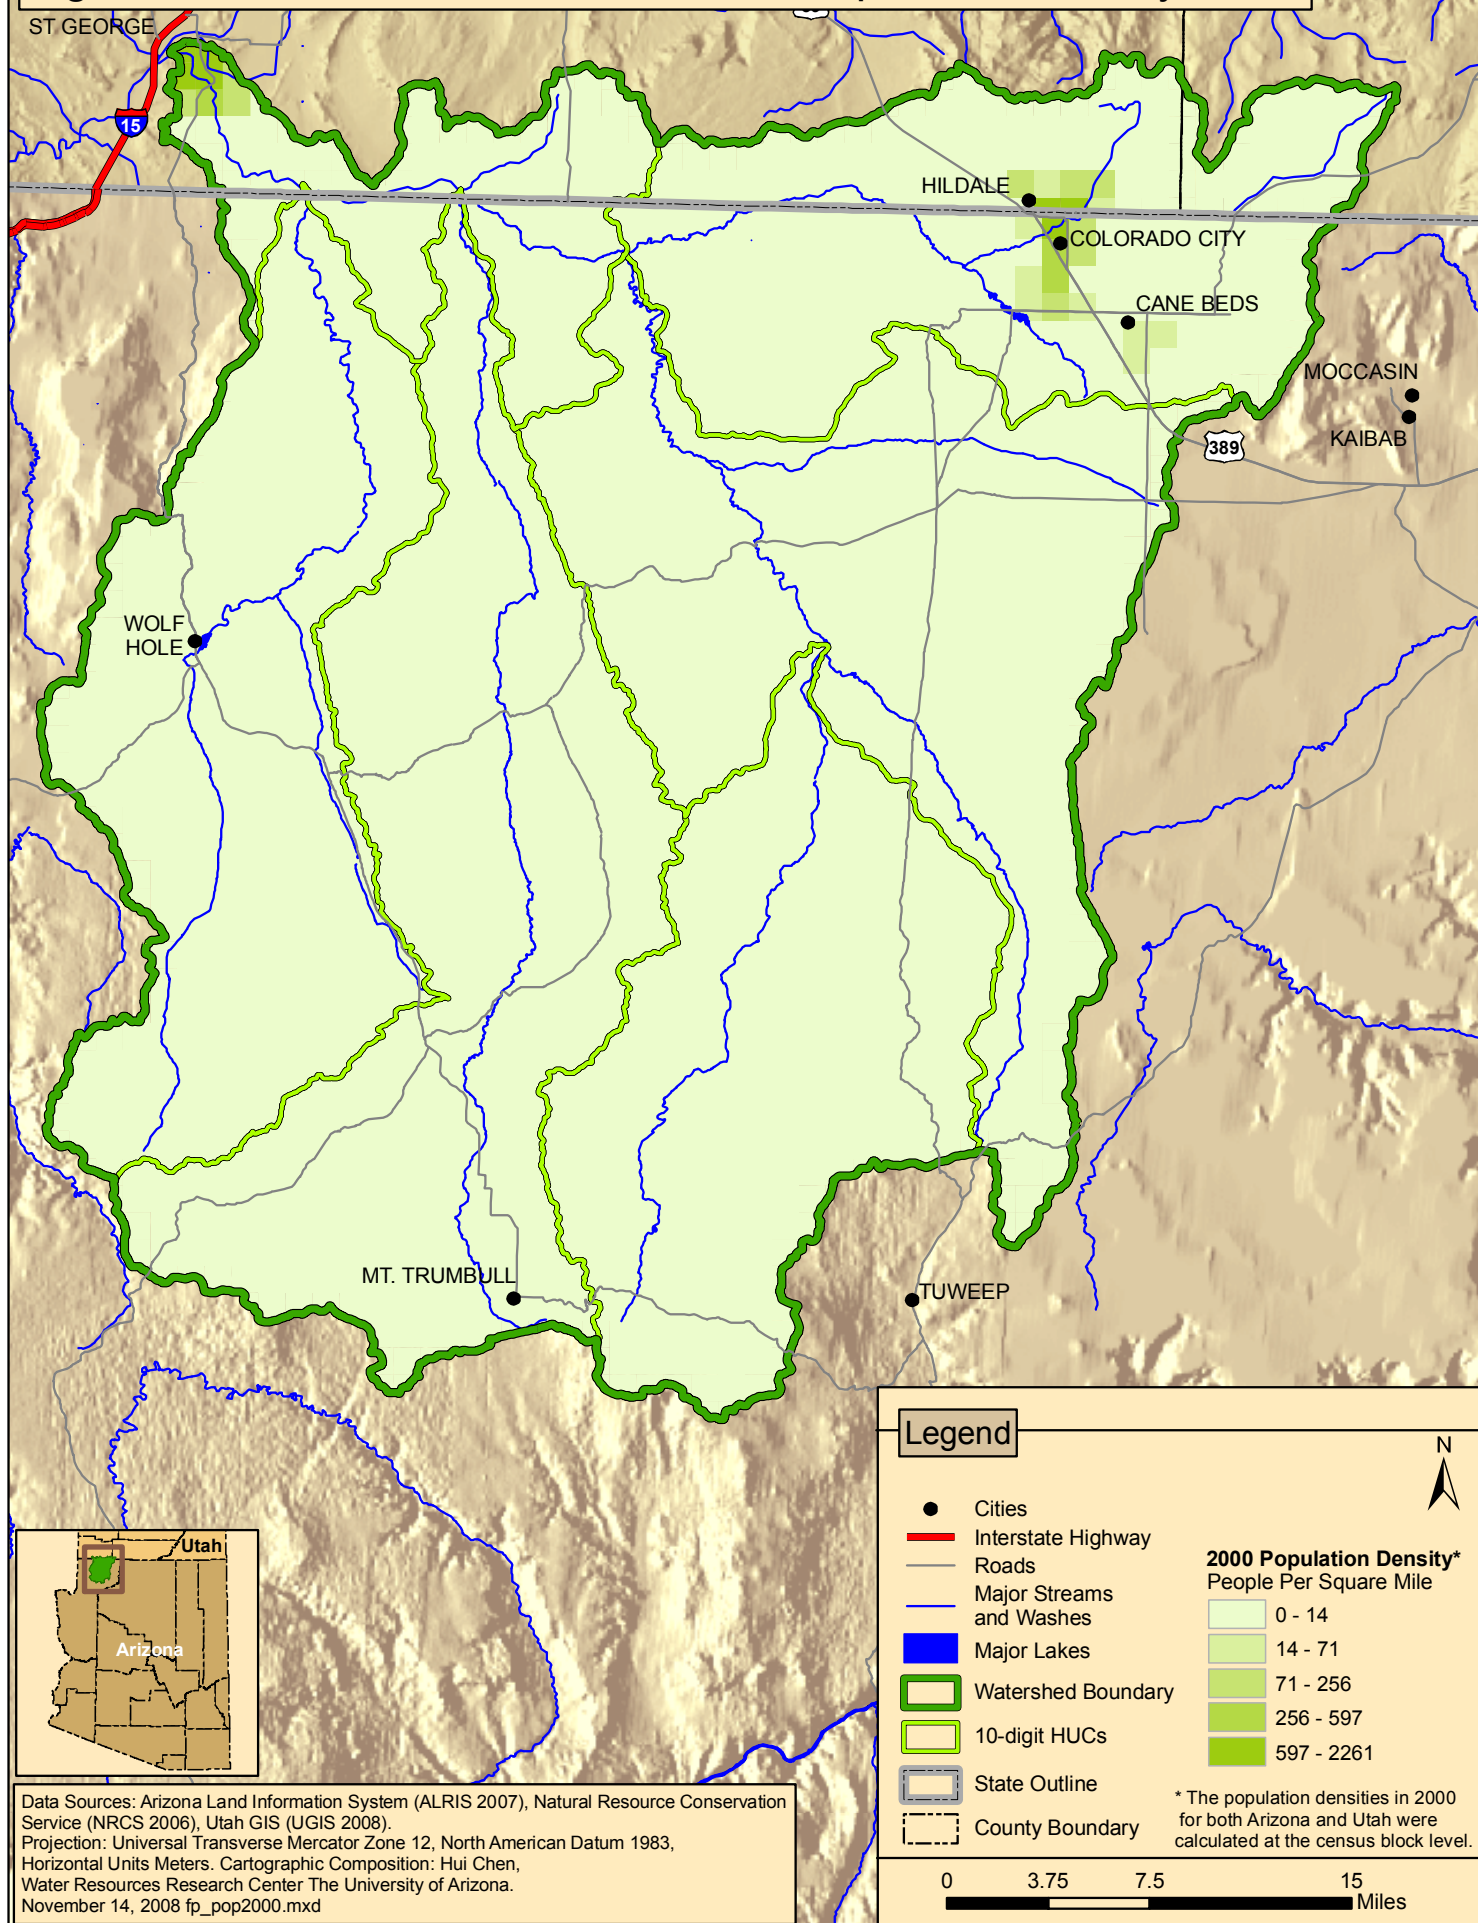 ST GEORGE
15
HILDALE
COLORADO CITY
CANE BEDS
MOCCASIN
KAIBAB
389
WOLF
HOLE
MT. TRUMBULL
TUWEEP
Legend
N
Cities
Interstate Highway
Roads
Major Streams
and Washes
Major Lakes
Watershed Boundary
10-digit HUCs
State Outline
County Boundary
2000 Population Density*
People Per Square Mile
0 - 14
14 - 71
71 - 256
256 - 597
597 - 2261
* The population densities in 2000
for both Arizona and Utah were
calculated at the census block level.
0 3.75 7.5 15
Miles
Utah
Arizona
Data Sources: Arizona Land Information System (ALRIS 2007), Natural Resource Conservation
Service (NRCS 2006), Utah GIS (UGIS 2008).
Projection: Universal Transverse Mercator Zone 12, North American Datum 1983,
Horizontal Units Meters. Cartographic Composition: Hui Chen,
Water Resources Research Center The University of Arizona.
November 14, 2008 fp_pop2000.mxd